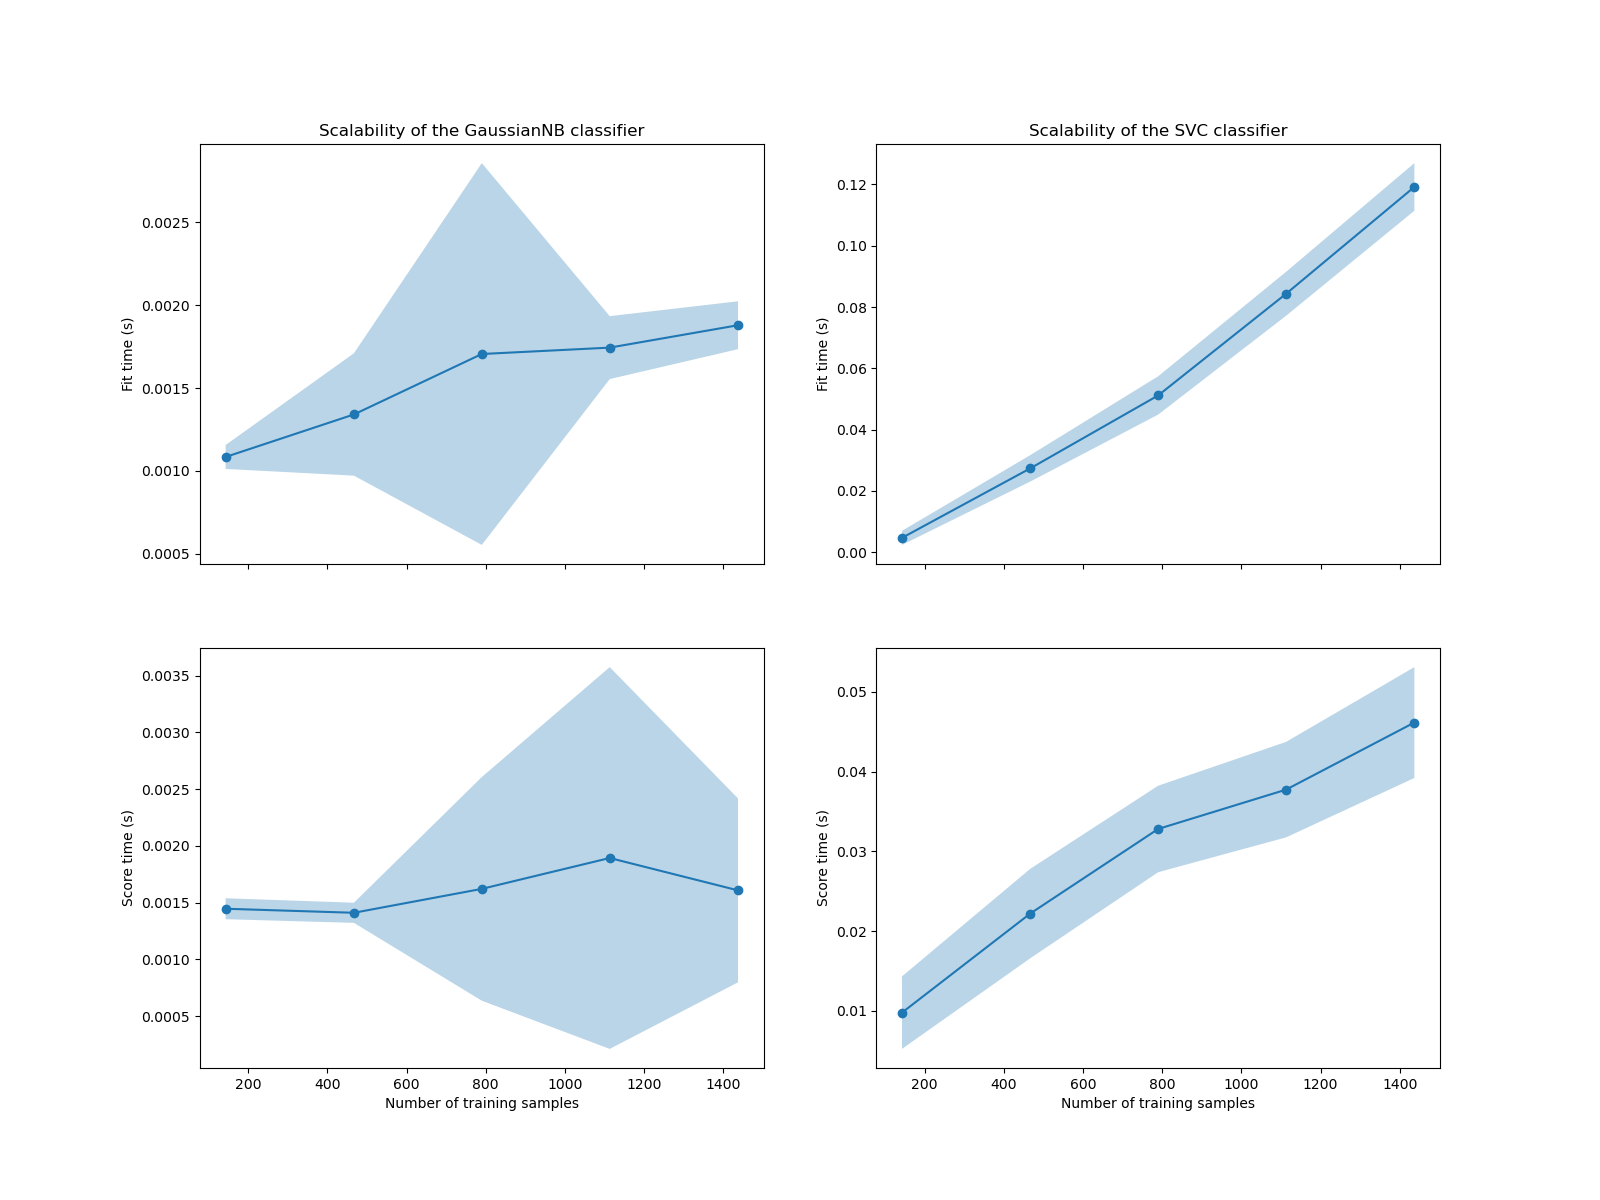 Scalability of the GaussianNB classifier
Fit time (s)
0.0025
0.0020
0.0015
0.0010
0.0005
Scalability of the SVC classifier
Fit time (s)
0.12
0.10
0.08
0.06
0.04
0.02
0.00
Score time (s)
0.0035
0.0030
0.0025
0.0020
0.0015
0.0010
0.0005
200 400 600 800 1000 1200 1400
Number of training samples
Score time (s)
0.05
0.04
0.03
0.02
0.01
200 400 600 800 1000 1200 1400
Number of training samples